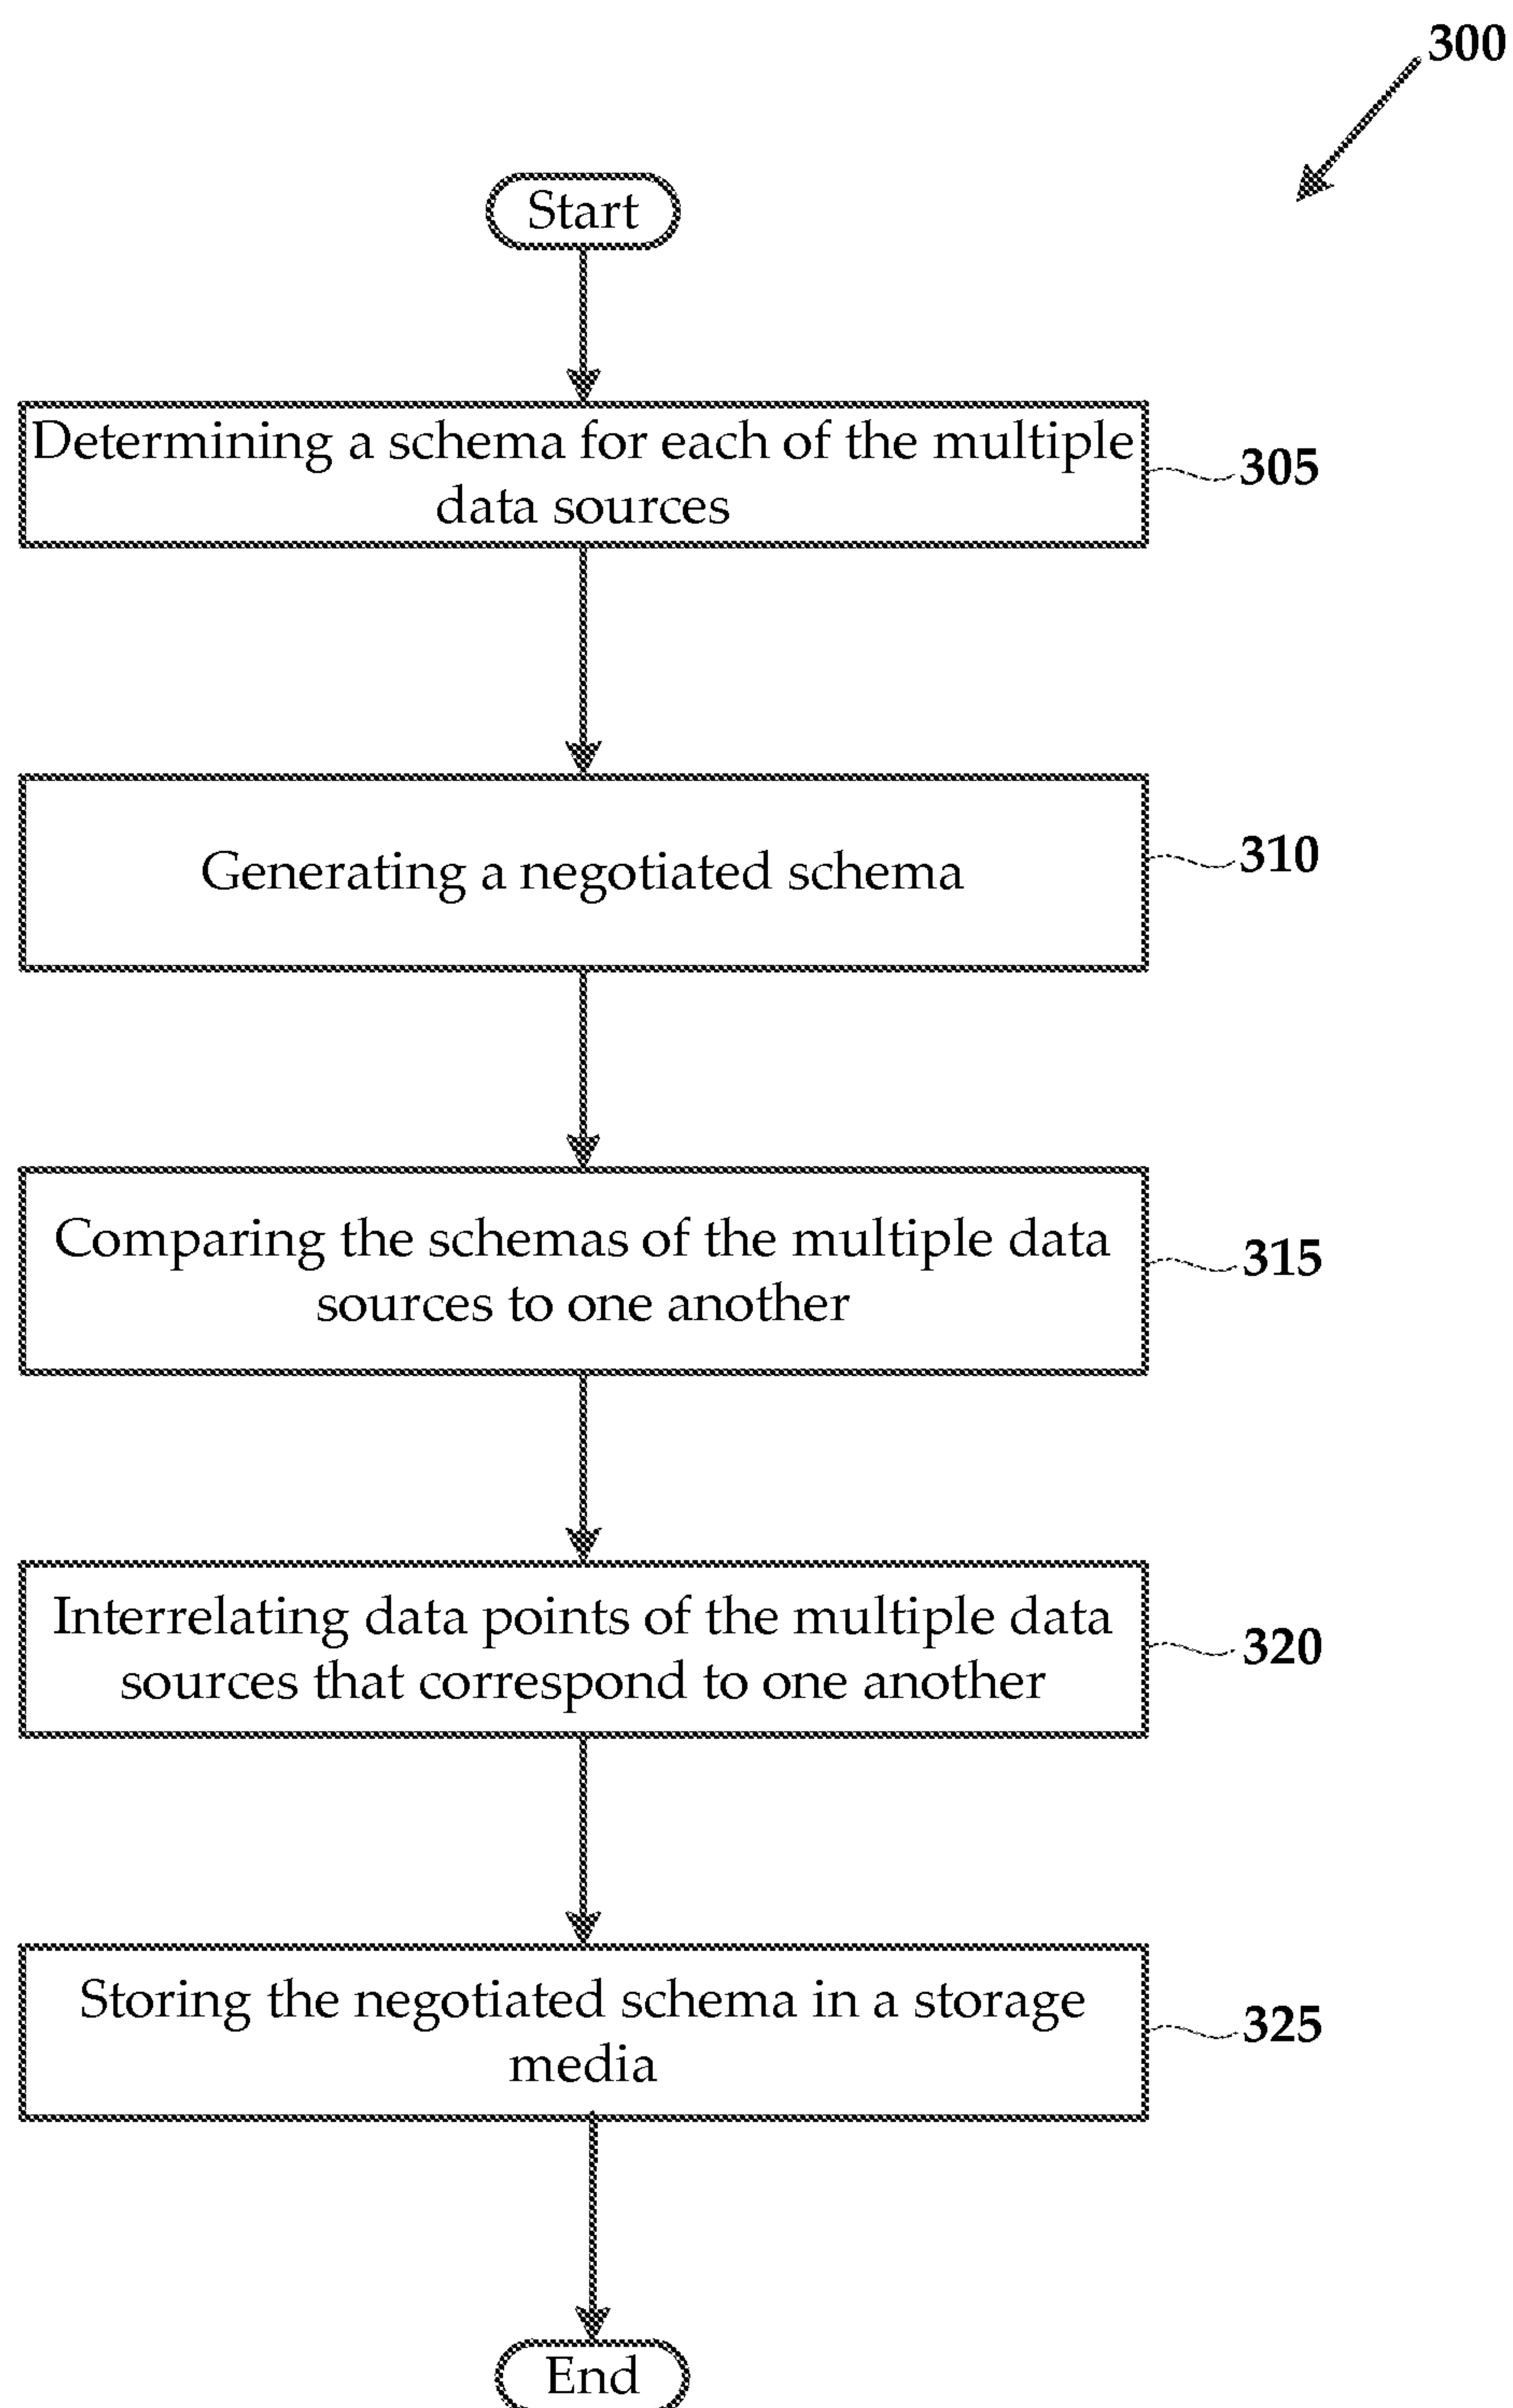 300
Start
Determining a schema for each of the multiple
data sources
305
Generating a negotiated schema
310
Comparing the schemas of the multiple data
sources to one another
315
Interrelating data points of the multiple data
sources that correspond to one another
320
Storing the negotiated schema in a storage
media
325
End